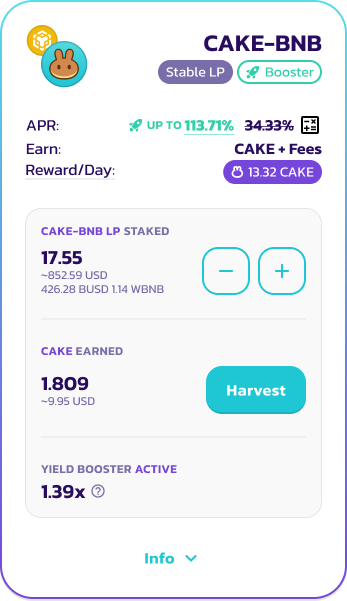 CAKE-BNB
Stable LP
Booster
APR:
UP TO 113.71% 34.33%
Earn:
CAKE + Fees
Reward/Day:
13.32 CAKE
CAKE-BNB LP STAKED
17.55
~852.59 USD
426.28 BUSD 1.14 WBNB
CAKE EARNED
1.809
~9.95 USD
Harvest
YIELD BOOSTER ACTIVE
1.39x
Info